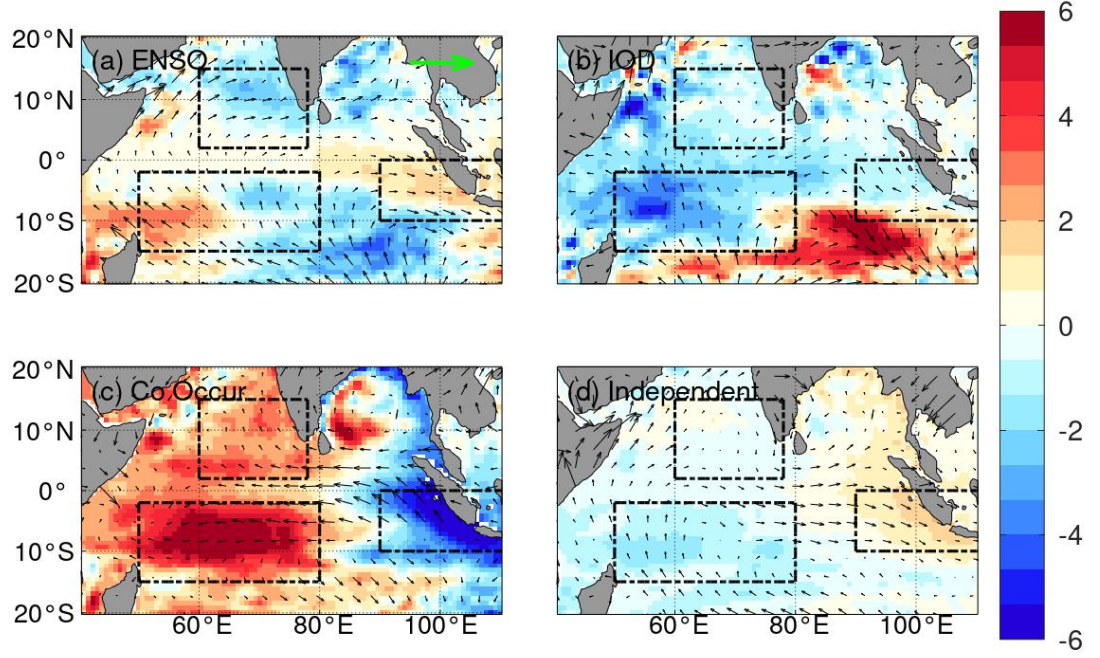 20°N (a) ENSO (b) IOD 6
10°N 4
0° 2
10°S 0
20°S
20°N (c) Co Occur (d) Independent
10°N -2
0°
10°S -4
20°S 60°E 80°E 100°E 60°E 80°E 100°E -6